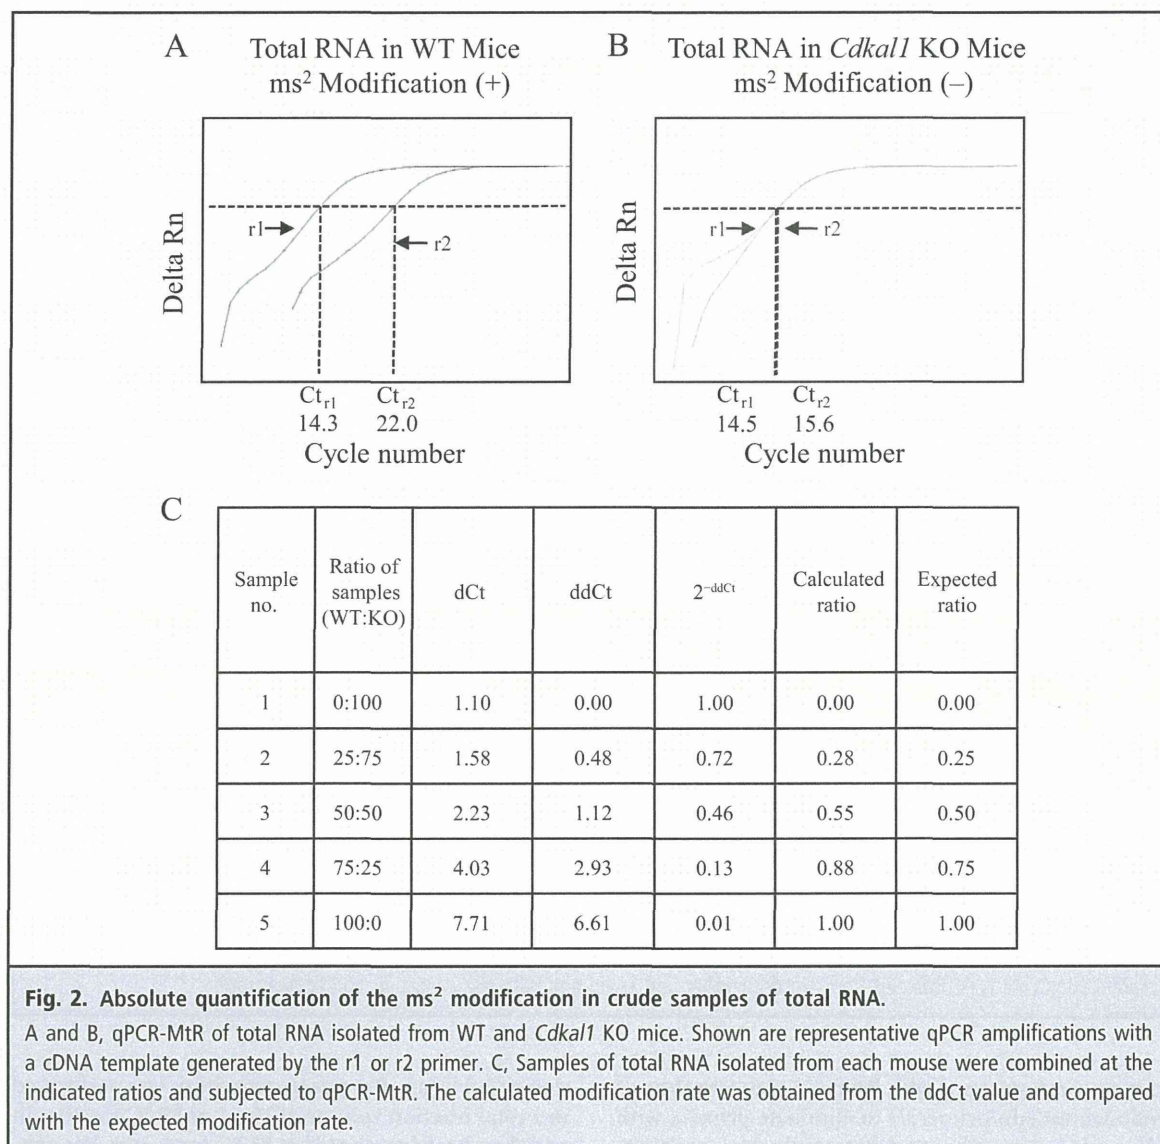 A
Total RNA in WT Mice
ms² Modification (+)
Delta Rn
r1
r2
Ct_r1
14.3
Ct_r2
22.0
Cycle number
B
Total RNA in Cdkal1 KO Mice
ms² Modification (–)
Delta Rn
r1
r2
Ct_r1
14.5
Ct_r2
15.6
Cycle number
C
Sample no. Ratio of samples (WT:KO) dCt ddCt 2^–ddCt Calculated ratio Expected ratio
1 0:100 1.10 0.00 1.00 0.00 0.00
2 25:75 1.58 0.48 0.72 0.28 0.25
3 50:50 2.23 1.12 0.46 0.55 0.50
4 75:25 4.03 2.93 0.13 0.88 0.75
5 100:0 7.71 6.61 0.01 1.00 1.00
Fig. 2. Absolute quantification of the ms² modification in crude samples of total RNA.
A and B, qPCR-MtR of total RNA isolated from WT and Cdkal1 KO mice. Shown are representative qPCR amplifications with
a cDNA template generated by the r1 or r2 primer. C, Samples of total RNA isolated from each mouse were combined at the
indicated ratios and subjected to qPCR-MtR. The calculated modification rate was obtained from the ddCt value and compared
with the expected modification rate.